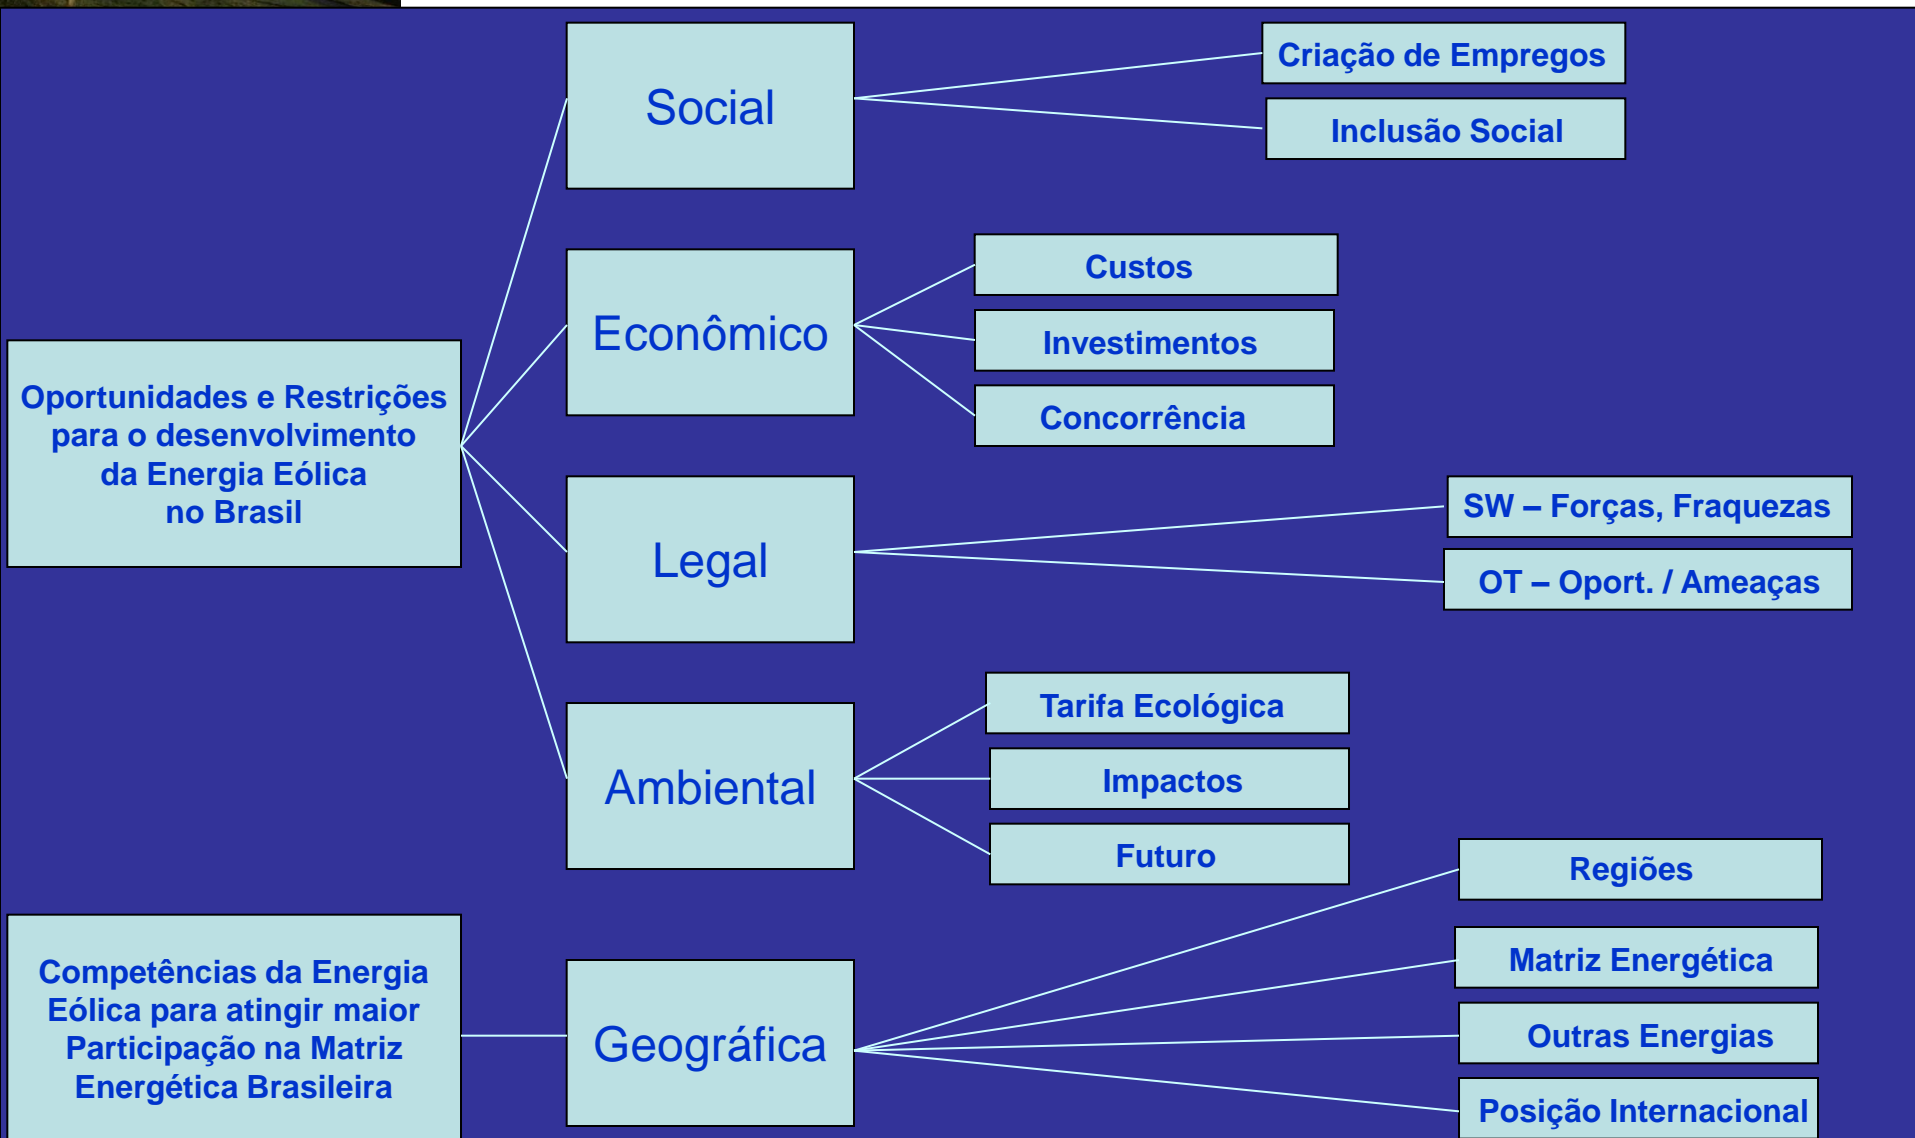 Oportunidades e Restrições
para o desenvolvimento
da Energia Eólica
no Brasil
Social
Criação de Empregos
Inclusão Social
Econômico
Custos
Investimentos
Concorrência
Legal
SW – Forças, Fraquezas
OT – Oport. / Ameaças
Ambiental
Tarifa Ecológica
Impactos
Futuro
Competências da Energia
Eólica para atingir maior
Participação na Matriz
Energética Brasileira
Geográfica
Regiões
Matriz Energética
Outras Energias
Posição Internacional